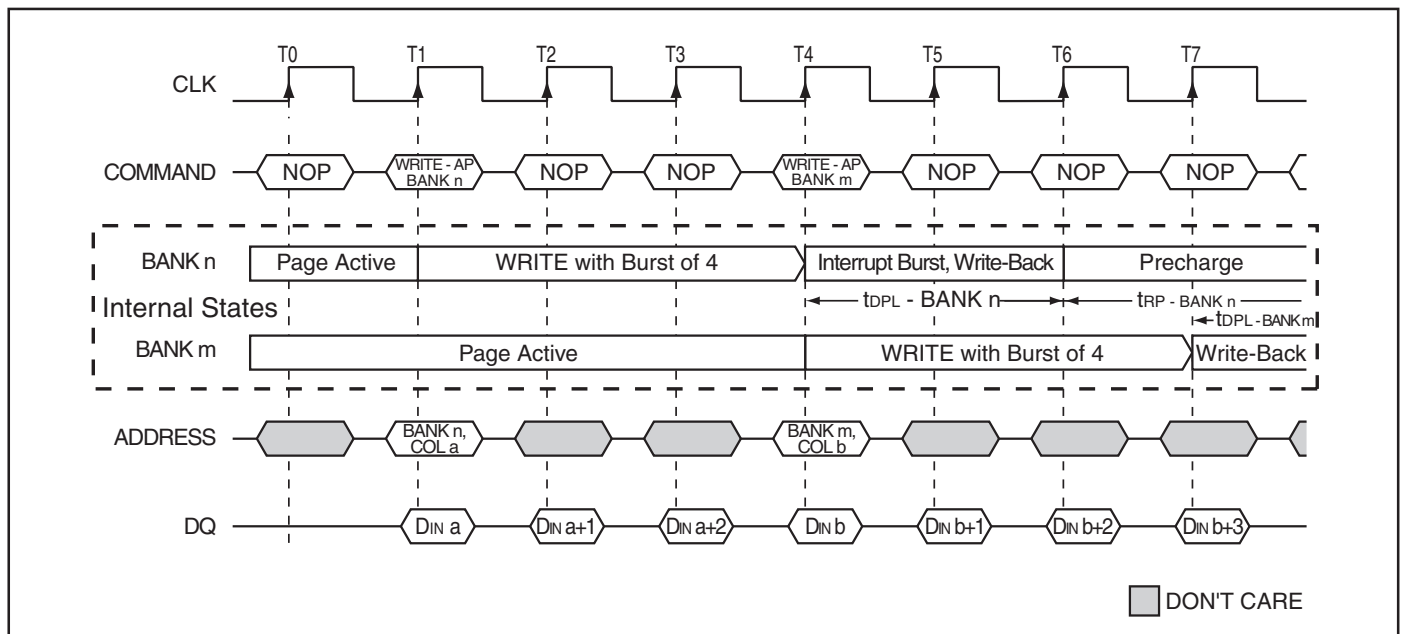 T0 T1 T2 T3 T4 T5 T6 T7
CLK
COMMAND NOP WRITE - AP BANK n NOP NOP WRITE - AP BANK m NOP NOP NOP
BANK n Page Active WRITE with Burst of 4 Interrupt Burst, Write-Back Precharge
tDPL - BANK n tRP - BANK n
Internal States tDPL - BANK m
BANK m Page Active WRITE with Burst of 4 Write-Back
ADDRESS BANK n, COL a BANK m, COL b
DQ DIN a DIN a+1 DIN a+2 DIN b DIN b+1 DIN b+2 DIN b+3
DON'T CARE